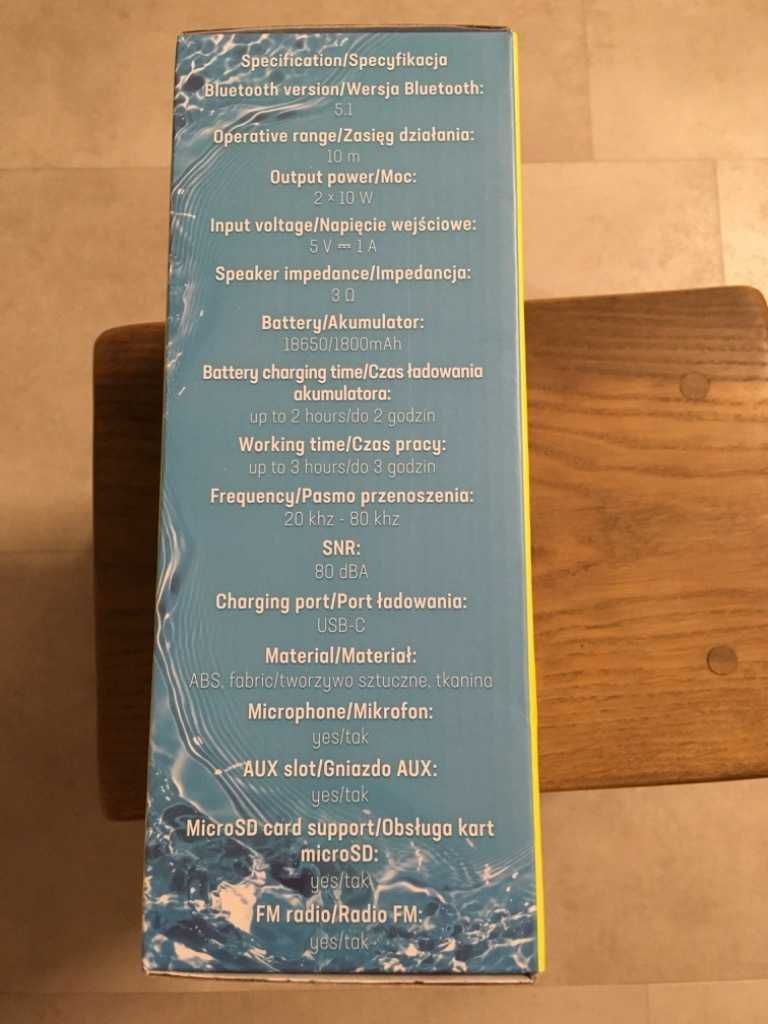 Specification/Specyfikacja
Bluetooth version/Wersja Bluetooth:
5.1
Operative range/Zasięg działania:
10 m
Output power/Moc:
2 × 10 W
Input voltage/Napięcie wejściowe:
5 V ⎓ 1 A
Speaker impedance/Impedancja:
3 Ω
Battery/Akumulator:
18650/1800mAh
Battery charging time/Czas ładowania
akumulatora:
up to 2 hours/do 2 godzin
Working time/Czas pracy:
up to 3 hours/do 3 godzin
Frequency/Pasmo przenoszenia:
20 khz - 80 khz
SNR:
80 dBA
Charging port/Port ładowania:
USB-C
Material/Materiał:
ABS, fabric/tworzywo sztuczne, tkanina
Microphone/Mikrofon:
yes/tak
AUX slot/Gniazdo AUX:
yes/tak
MicroSD card support/Obsługa kart
microSD:
yes/tak
FM radio/Radio FM:
yes/tak